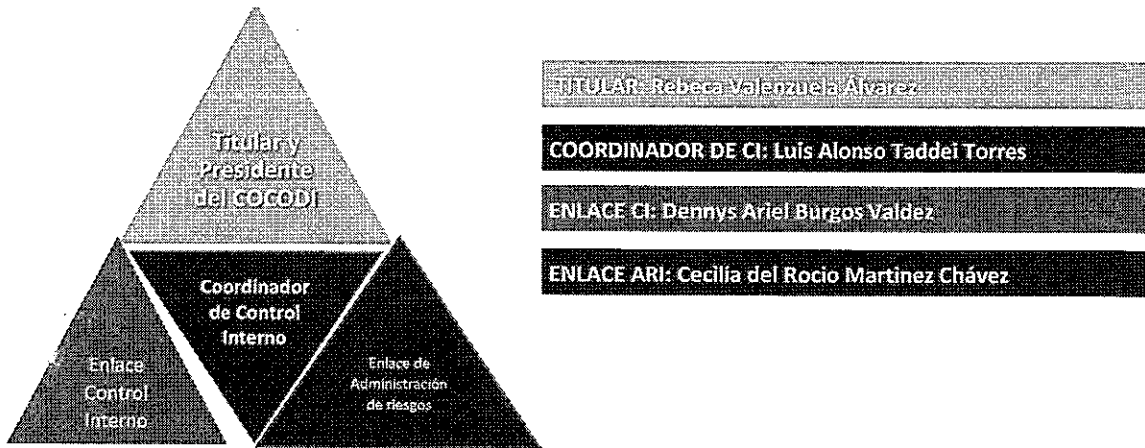 Titular y
Presidente
del COCODI
Coordinador
de Control
Interno
Enlace
Control
Interno
Enlace de
Administración
de riesgos
TITULAR: Rebeca Valenzuela Álvarez
COORDINADOR DE CI: Luis Alonso Taddei Torres
ENLACE CI: Dennys Ariel Burgos Valdez
ENLACE ARI: Cecilia del Rocio Martinez Chávez